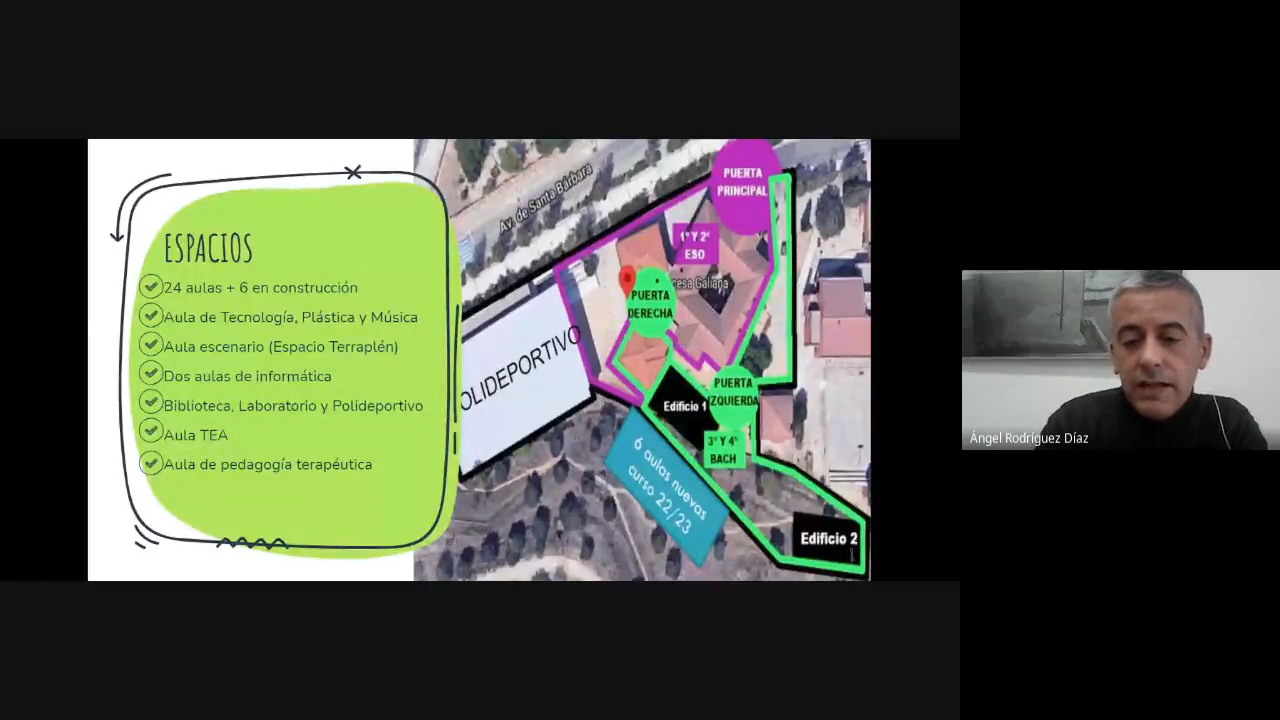 ESPACIOS
24 aulas + 6 en construcción
Aula de Tecnología, Plástica y Música
Aula escenario (Espacio Terraplén)
Dos aulas de informática
Biblioteca, Laboratorio y Polideportivo
Aula TEA
Aula de pedagogía terapéutica
Av. de Santa Bárbara
PUERTA
PRINCIPAL
1º Y 2º
ESO
cesa Galiana
PUERTA
DERECHA
OLIDEPORTIVO
PUERTA
IZQUIERDA
Edificio 1
3º Y 4º
BACH
6 aulas nuevas
curso 22/23
Edificio 2
Ángel Rodríguez Díaz